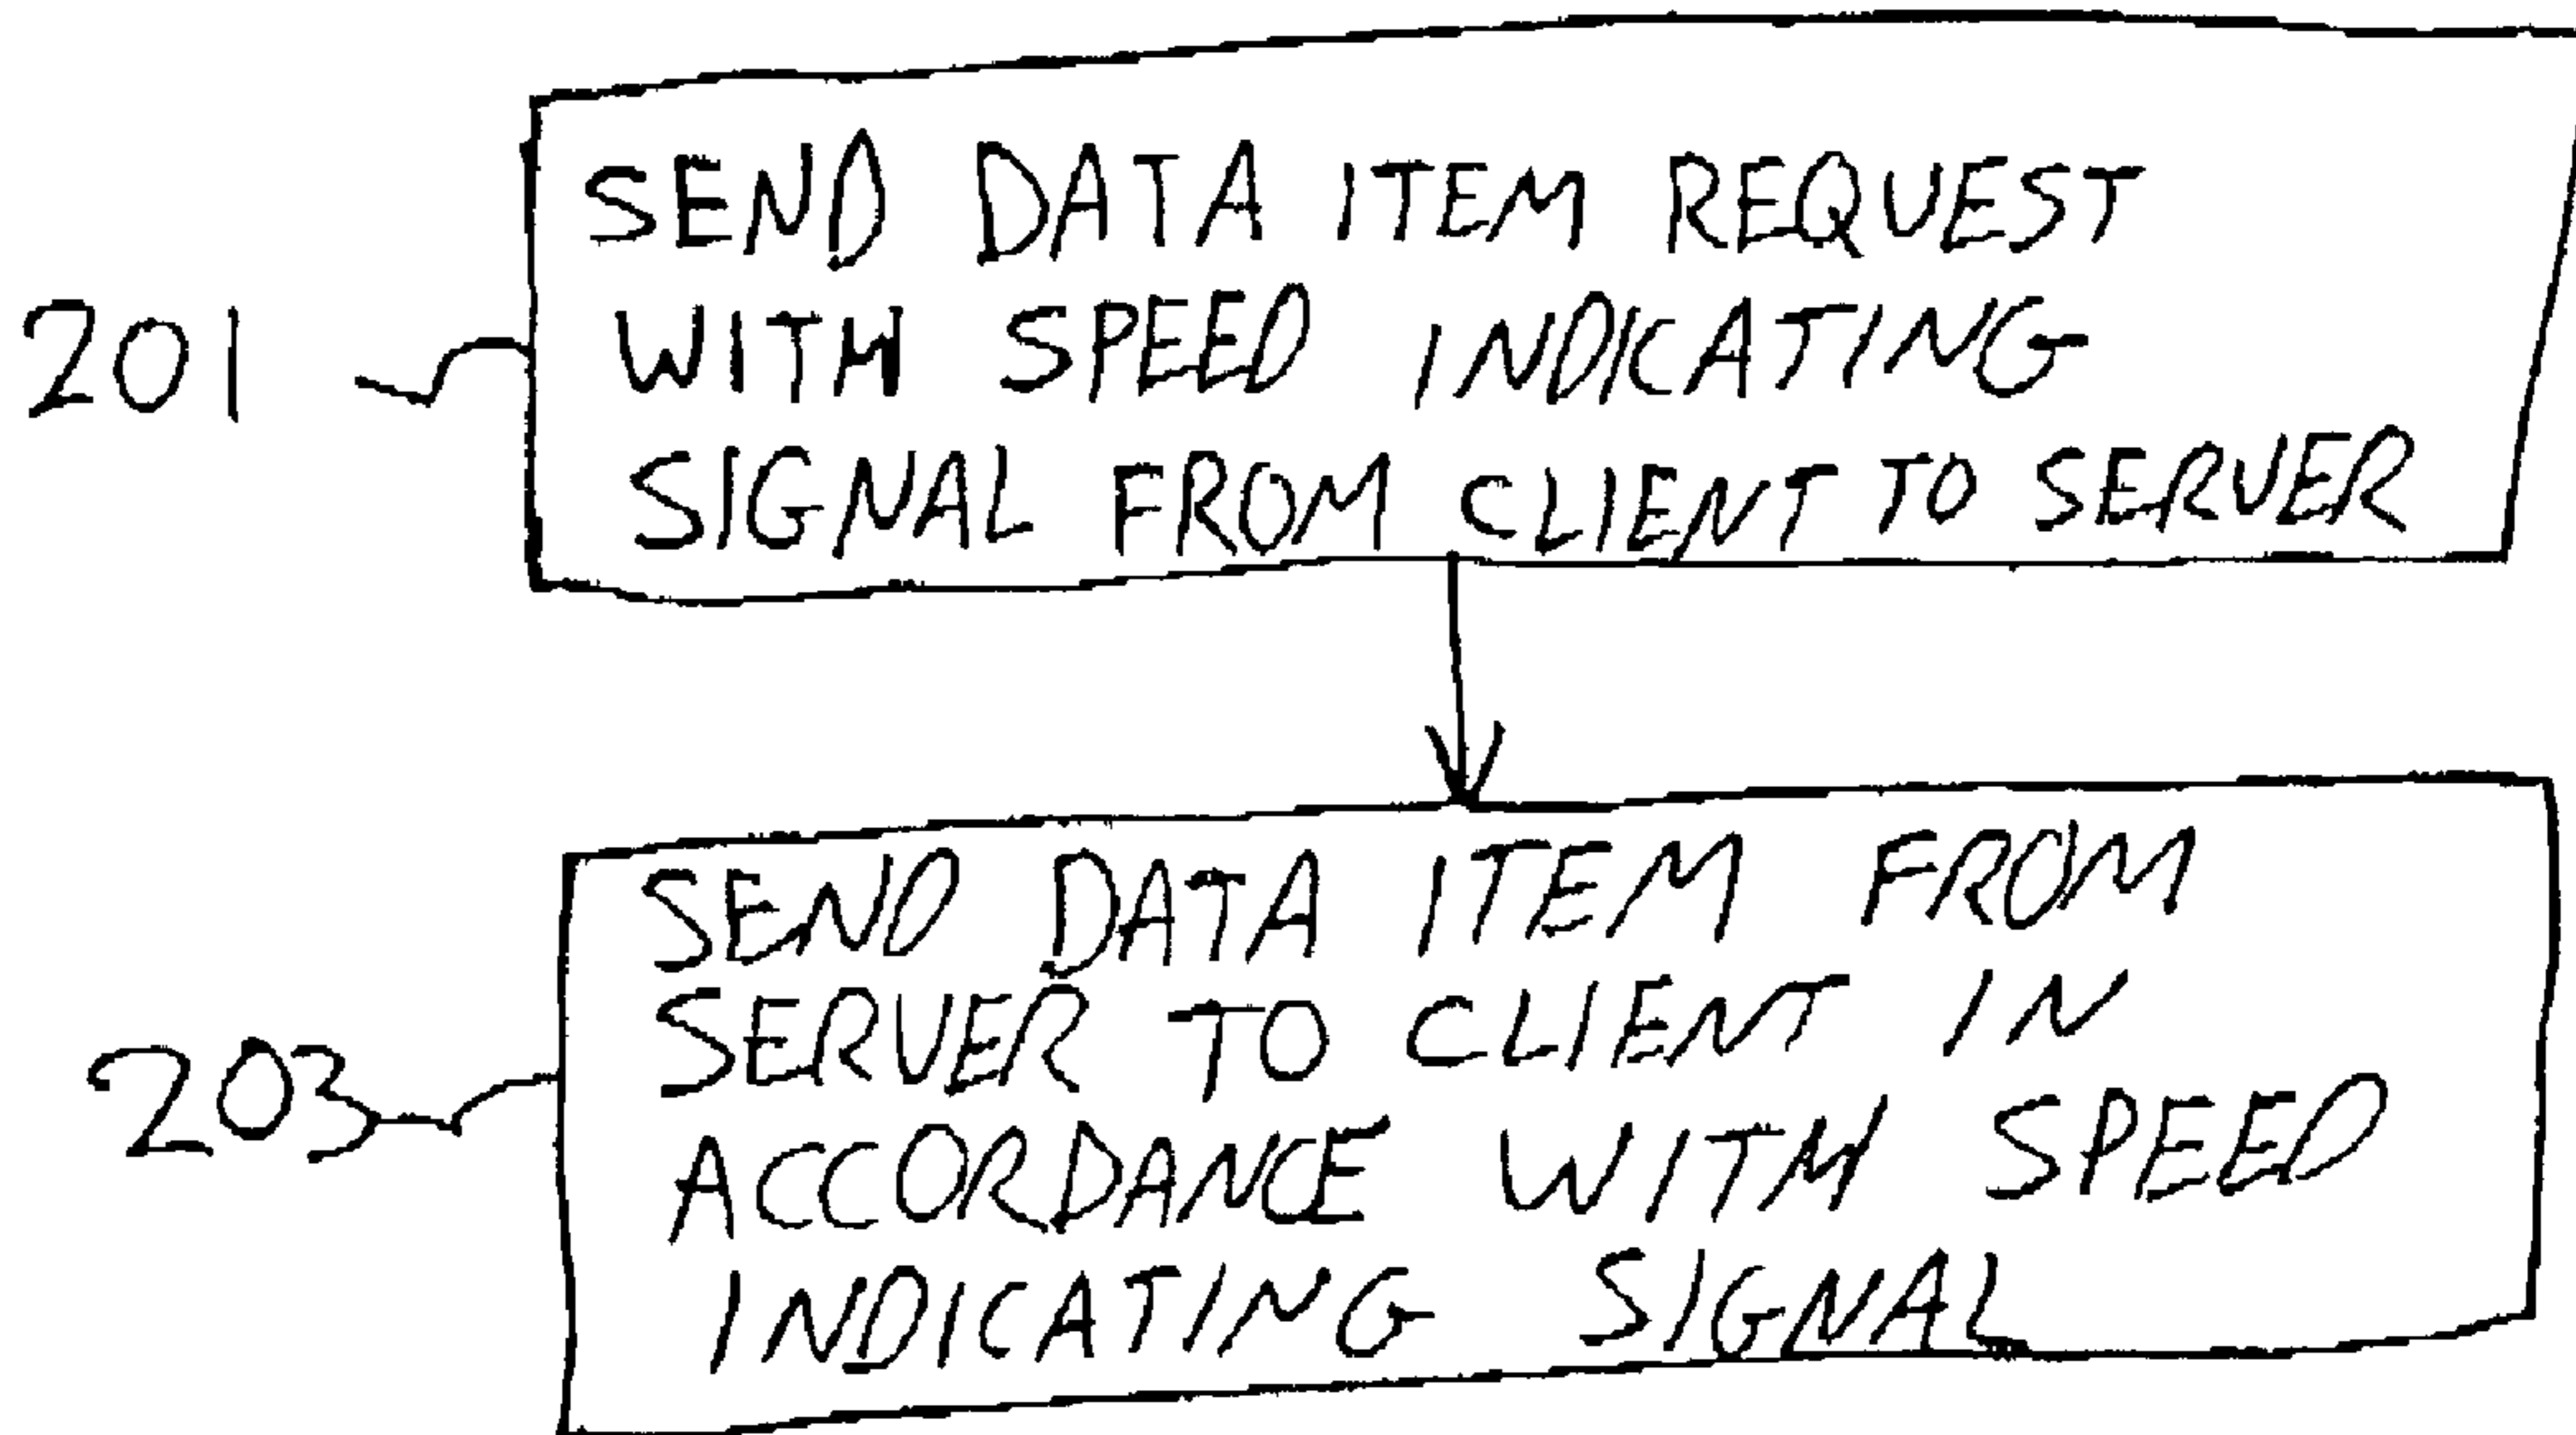 SEND DATA ITEM REQUEST
201 WITH SPEED INDICATING
SIGNAL FROM CLIENT TO SERVER
SEND DATA ITEM FROM
SERVER TO CLIENT IN
203 ACCORDANCE WITH SPEED
INDICATING SIGNAL